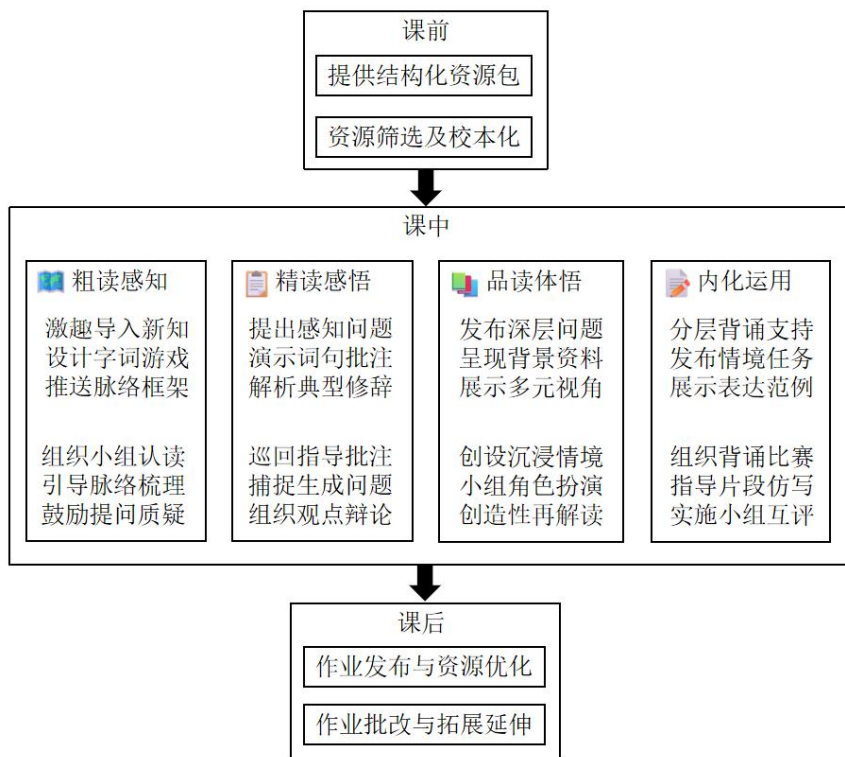 课前
提供结构化资源包
资源筛选及校本化
课中
粗读感知
激趣导入新知
设计字词游戏
推送脉络框架
组织小组认读
引导脉络梳理
鼓励提问质疑
精读感悟
提出感知问题
演示词句批注
解析典型修辞
巡回指导批注
捕捉生成问题
组织观点辩论
品读体悟
发布深层问题
呈现背景资料
展示多元视角
创设沉浸情境
小组角色扮演
创造性再解读
内化运用
分层背诵支持
发布情境任务
展示表达范例
组织背诵比赛
指导片段仿写
实施小组互评
课后
作业发布与资源优化
作业批改与拓展延伸